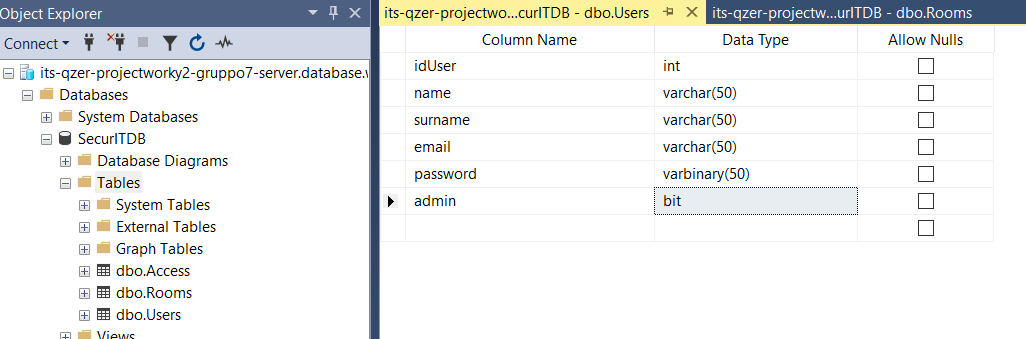 Object Explorer
Connect
its-qzer-projectworky2-gruppo7-server.database.
Databases
System Databases
SecurITDB
Database Diagrams
Tables
System Tables
External Tables
Graph Tables
dbo.Access
dbo.Rooms
dbo.Users
Views
its-qzer-projectwo...curITDB - dbo.Users
its-qzer-projectw...urITDB - dbo.Rooms
Column Name Data Type Allow Nulls
idUser int
name varchar(50)
surname varchar(50)
email varchar(50)
password varbinary(50)
admin bit